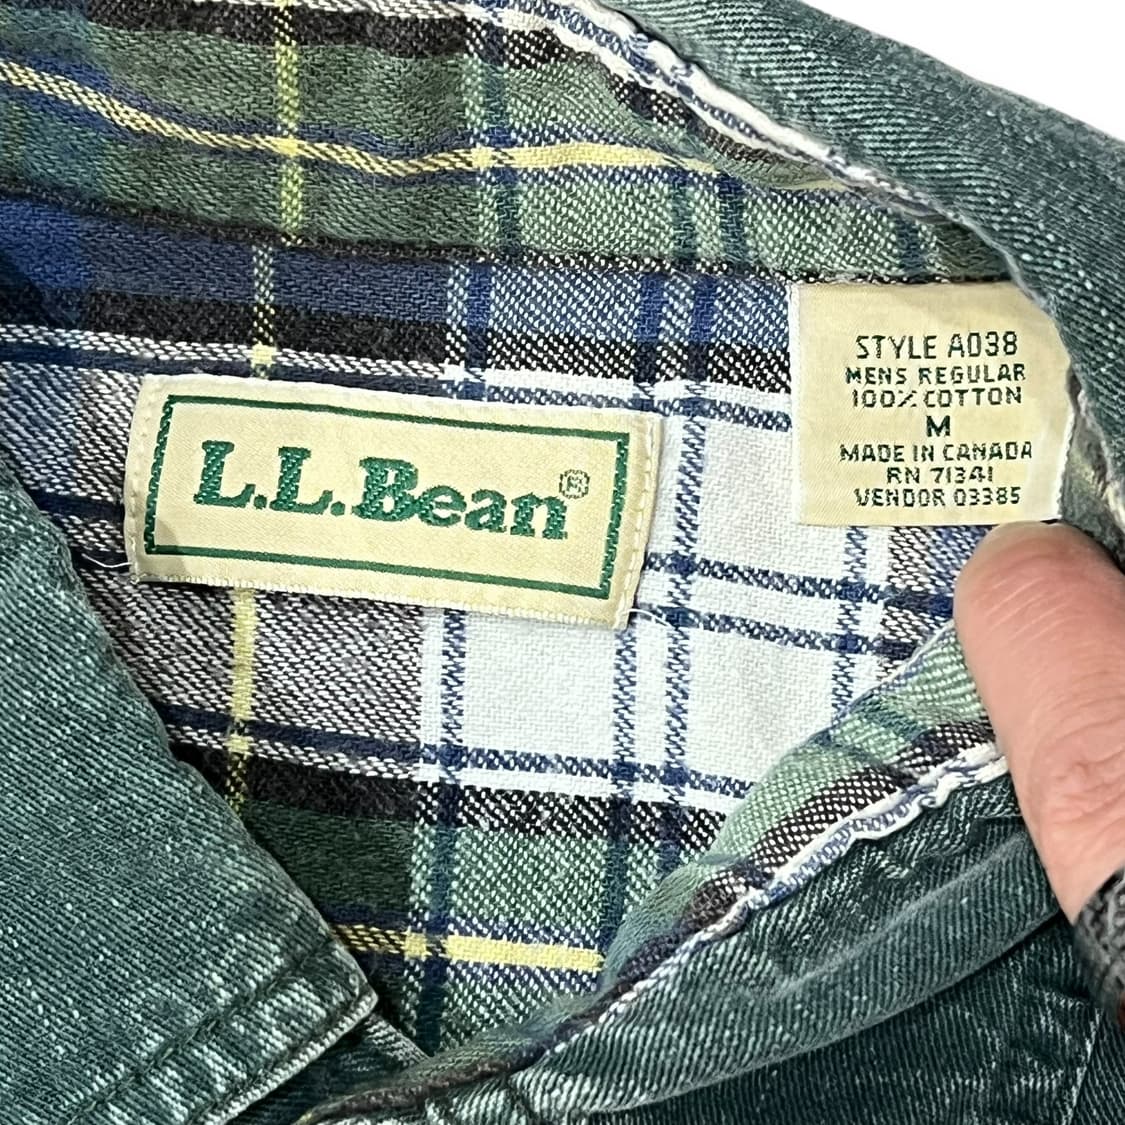 L.L.Bean®
STYLE A038
MENS REGULAR
100% COTTON
M
MADE IN CANADA
RN 71341
VENDOR 03385